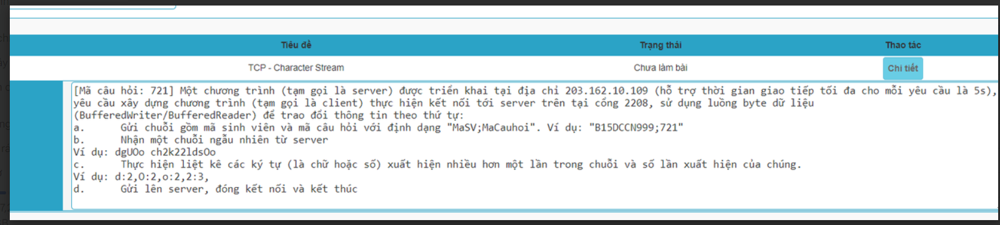 Tiêu đề Trạng thái Thao tác
TCP - Character Stream Chưa làm bài Chi tiết
[Mã câu hỏi: 721] Một chương trình (tạm gọi là server) được triển khai tại địa chỉ 203.162.10.109 (hỗ trợ thời gian giao tiếp tối đa cho mỗi yêu cầu là 5s),
yêu cầu xây dựng chương trình (tạm gọi là client) thực hiện kết nối tới server trên tại cổng 2208, sử dụng luồng byte dữ liệu
(BufferedWriter/BufferedReader) để trao đổi thông tin theo thứ tự:
a. Gửi chuỗi gồm mã sinh viên và mã câu hỏi với định dạng "MaSV;MaCauhoi". Ví dụ: "B15DCCN999;721"
b. Nhận một chuỗi ngẫu nhiên từ server
Ví dụ: dgUOo ch2k22ldsOo
c. Thực hiện liệt kê các ký tự (là chữ hoặc số) xuất hiện nhiều hơn một lần trong chuỗi và số lần xuất hiện của chúng.
Ví dụ: d:2,O:2,o:2,2:3,
d. Gửi lên server, đóng kết nối và kết thúc